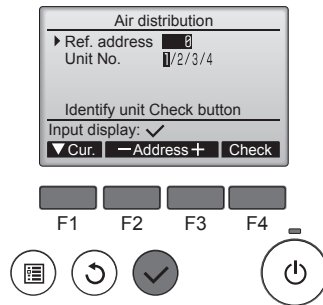 Air distribution
Ref. address 0
Unit No. 1/2/3/4
Identify unit Check button
Input display: ✓
▼ Cur. − Address + Check
F1 F2 F3 F4